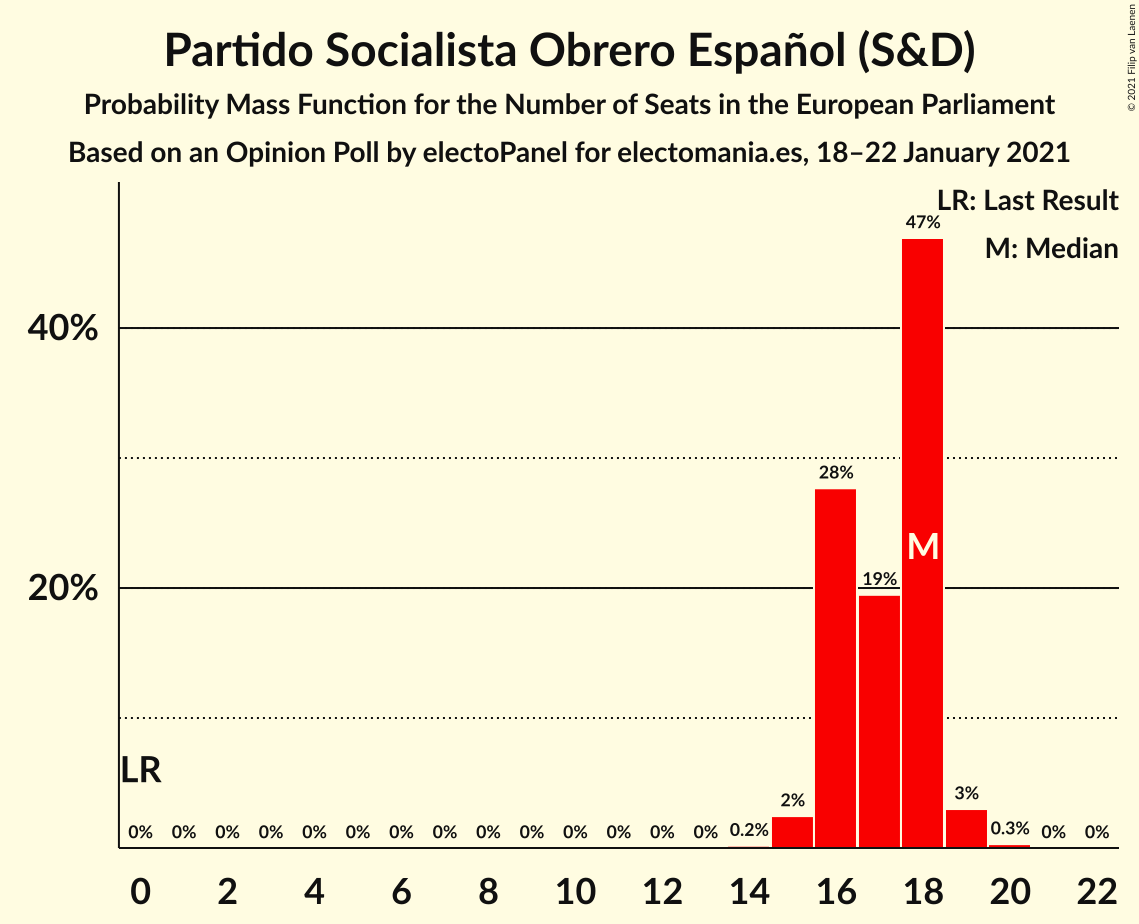 Partido Socialista Obrero Español (S&D)
Probability Mass Function for the Number of Seats in the European Parliament
Based on an Opinion Poll by electoPanel for electomania.es, 18–22 January 2021
© 2021 Filip van Laenen
LR: Last Result
M: Median
47%
40%
28%
M
20%
19%
LR
0% 0% 0% 0% 0% 0% 0% 0% 0% 0% 0% 0% 0% 0% 0.2% 2% 3% 0.3% 0% 0%
0 2 4 6 8 10 12 14 16 18 20 22